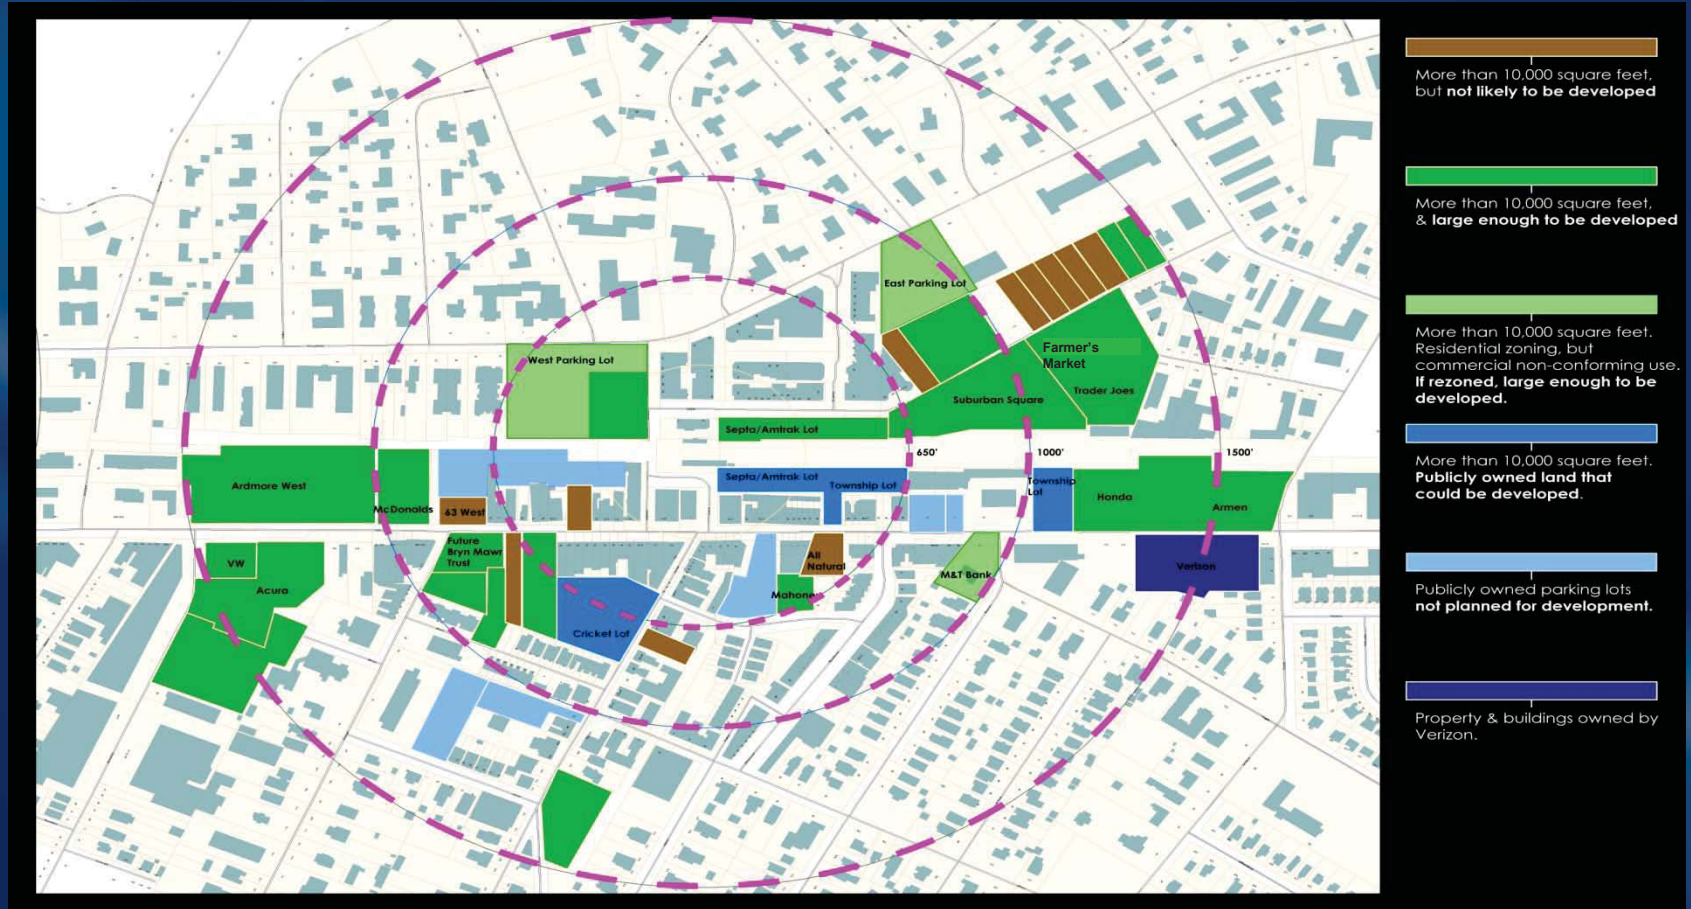 East Parking Lot
Farmer's
Market
West Parking Lot
Trader Joes
Suburban Square
Septa/Amtrak Lot
650'
1000'
1500'
Septa/Amtrak Lot
Township Lot
Township
Lot
Ardmore West
Honda
McDonalds
63 West
Armen
Future
Bryn Mawr
Trust
All
Natural
VW
Verizon
M&T Bank
Acura
Cricket Lot
More than 10,000 square feet,
but not likely to be developed
More than 10,000 square feet,
& large enough to be developed
More than 10,000 square feet.
Residential zoning, but
commercial non-conforming use.
If rezoned, large enough to be
developed.
More than 10,000 square feet.
Publicly owned land that
could be developed.
Publicly owned parking lots
not planned for development.
Property & buildings owned by
Verizon.